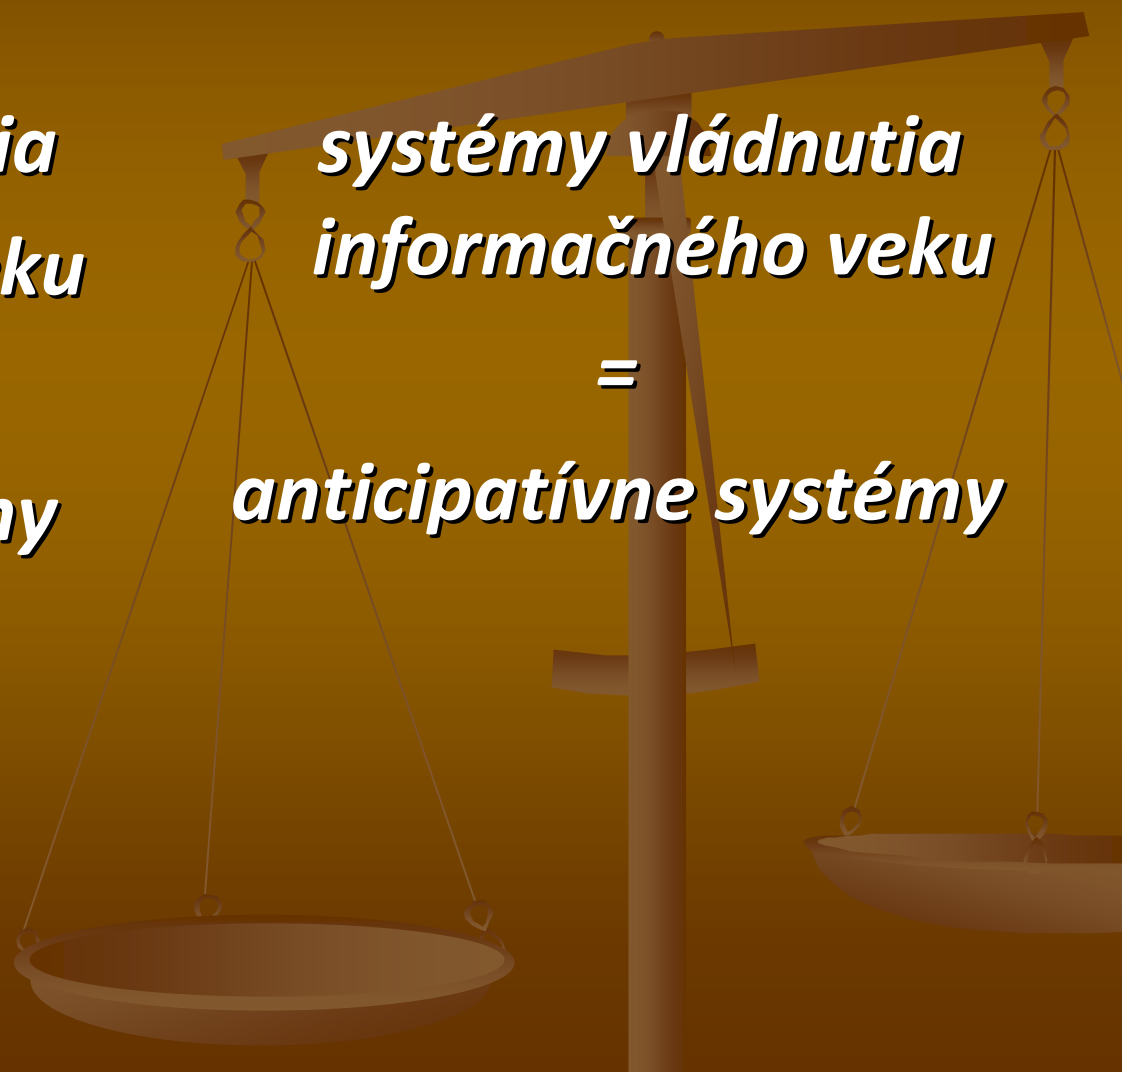 systémy vládnutia
informačného veku
=
anticipatívne systémy